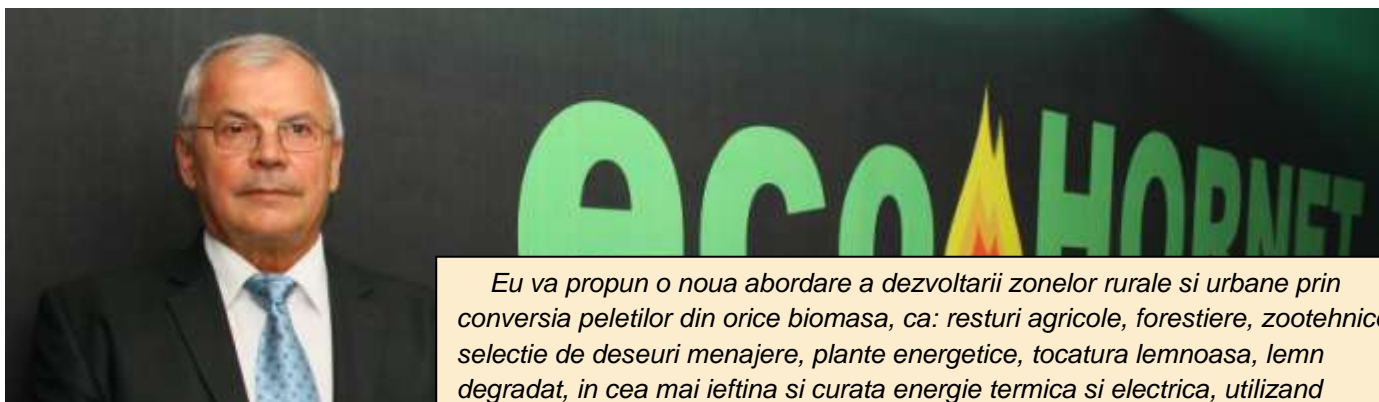 eco HORNET
Eu va propun o noua abordare a dezvoltarii zonelor rurale si urbane prin
conversia peletilor din orice biomasa, ca: resturi agricole, forestiere, zootehnice
selectie de deseuri menajere, plante energetice, tocatura lemnoasa, lemn
degradat, in cea mai ieftina si curata energie termica si electrica, utilizand